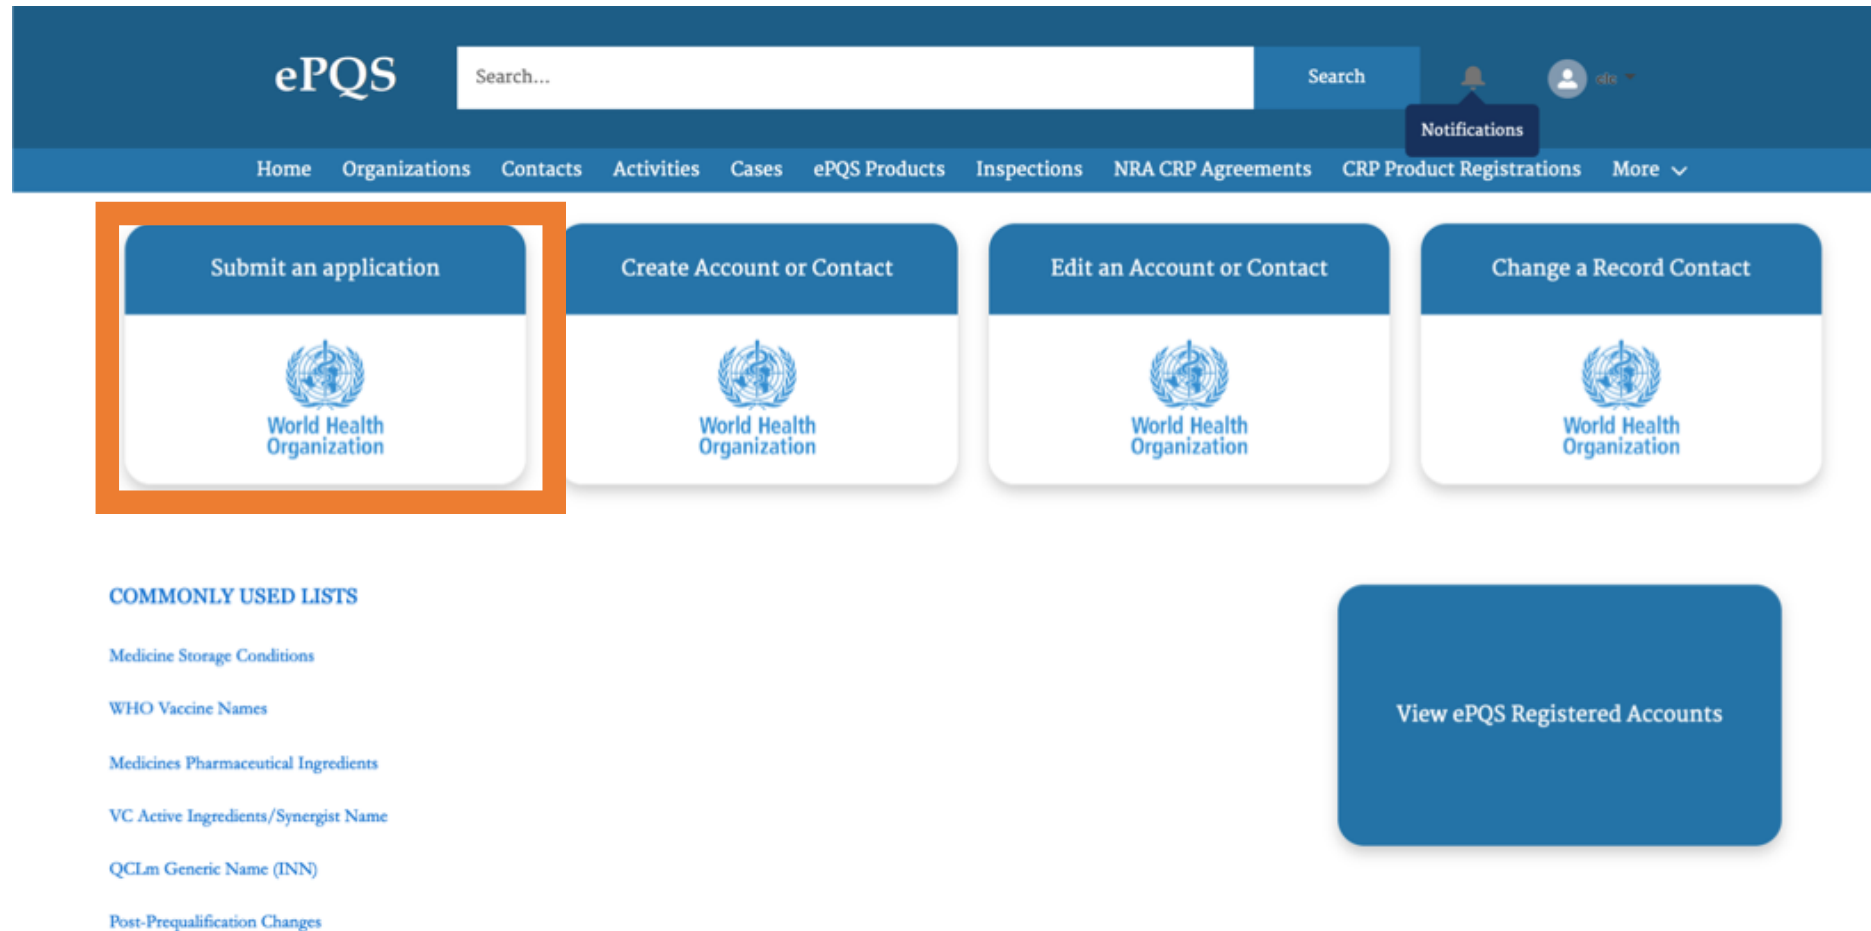 ePQS
Search...
Search
Notifications
Home Organizations Contacts Activities Cases ePQS Products Inspections NRA CRP Agreements CRP Product Registrations More
Submit an application
Create Account or Contact
Edit an Account or Contact
Change a Record Contact
World Health
Organization
World Health
Organization
World Health
Organization
World Health
Organization
COMMONLY USED LISTS
Medicine Storage Conditions
WHO Vaccine Names
Medicines Pharmaceutical Ingredients
VC Active Ingredients/Synergist Name
QCLm Generic Name (INN)
Post-Prequalification Changes
View ePQS Registered Accounts